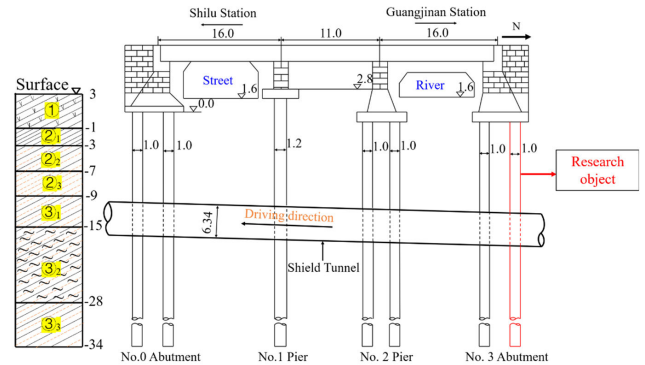 Shilu Station
Guangjinan Station
N
16.0
11.0
16.0
Surface
Street
River
1.6
2.8
1.6
0.0
3
-1
-3
-7
-9
-15
-28
-34
①
②1
②2
②3
③1
③2
③3
1.0
1.0
1.2
1.0
1.0
1.0
1.0
Research
object
Driving direction
6.34
Shield Tunnel
No.0 Abutment
No.1 Pier
No. 2 Pier
No. 3 Abutment